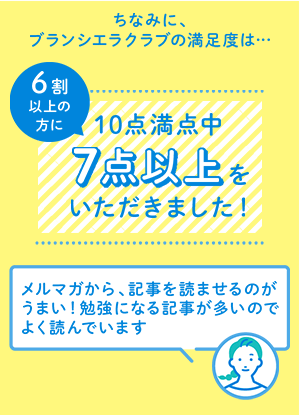 ちなみに、
ブランシエラクラブの満足度は…
6割
以上の
方に
10点満点中
7点以上を
いただきました！
メルマガから、記事を読ませるのが
うまい！勉強になる記事が多いので
よく読んでいます